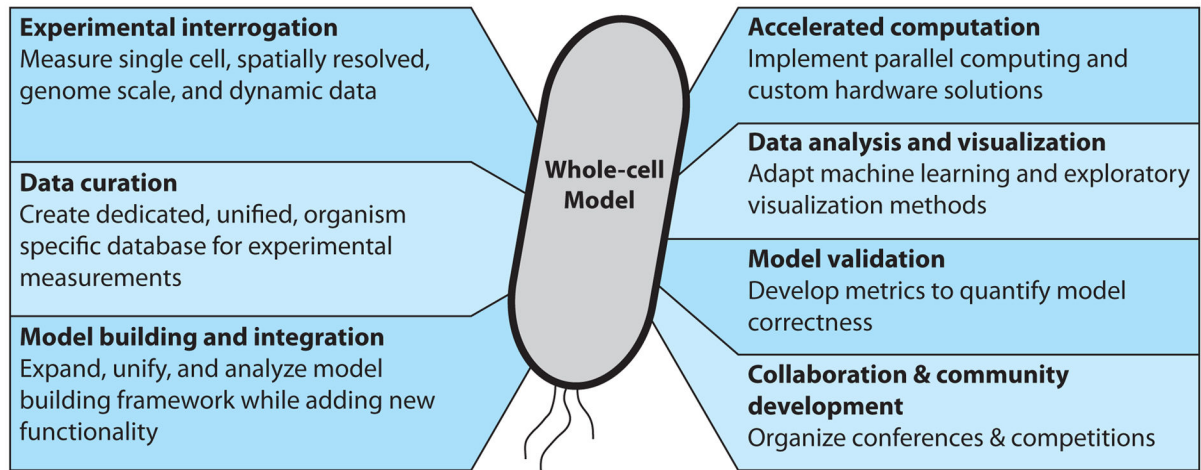 Experimental interrogation
Measure single cell, spatially resolved,
genome scale, and dynamic data
Data curation
Create dedicated, unified, organism
specific database for experimental
measurements
Model building and integration
Expand, unify, and analyze model
building framework while adding new
functionality
Whole-cell
Model
Accelerated computation
Implement parallel computing and
custom hardware solutions
Data analysis and visualization
Adapt machine learning and exploratory
visualization methods
Model validation
Develop metrics to quantify model
correctness
Collaboration & community
development
Organize conferences & competitions